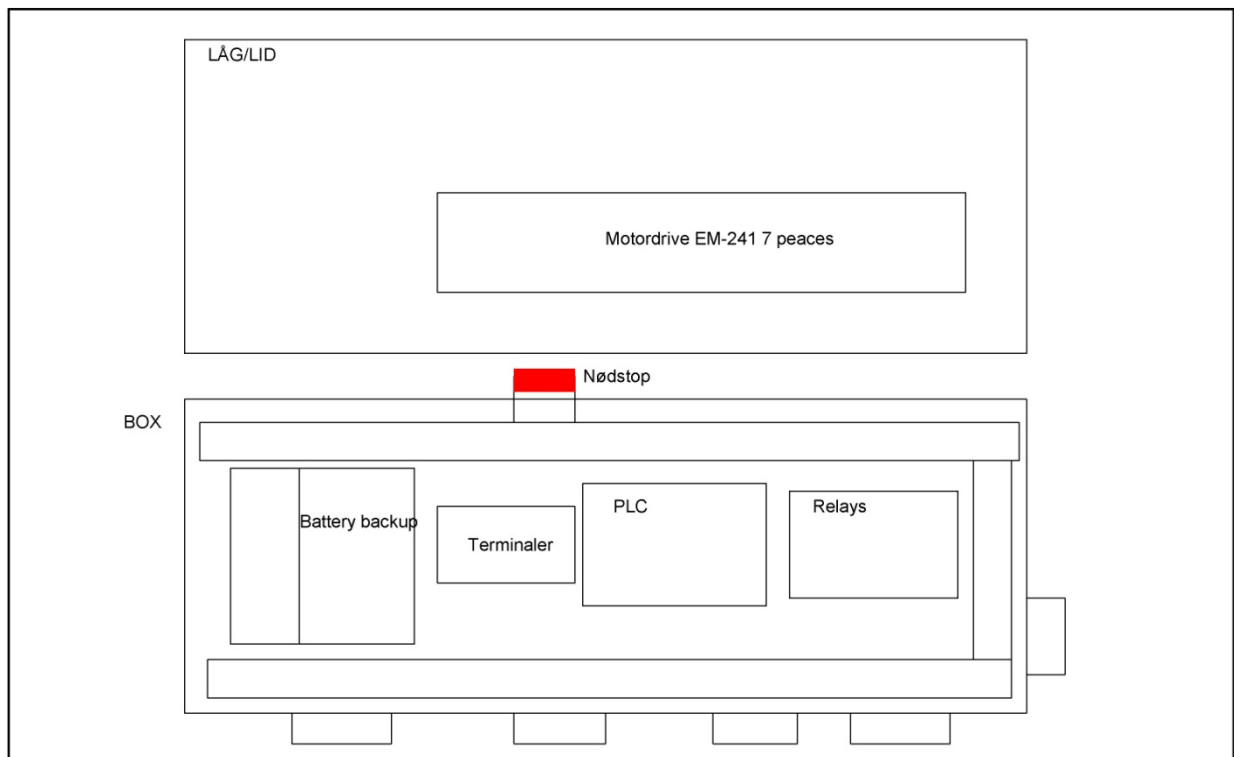 LÅG/LID
Motordrive EM-241 7 peaces
Nødstop
BOX
Battery backup
Terminaler
PLC
Relays